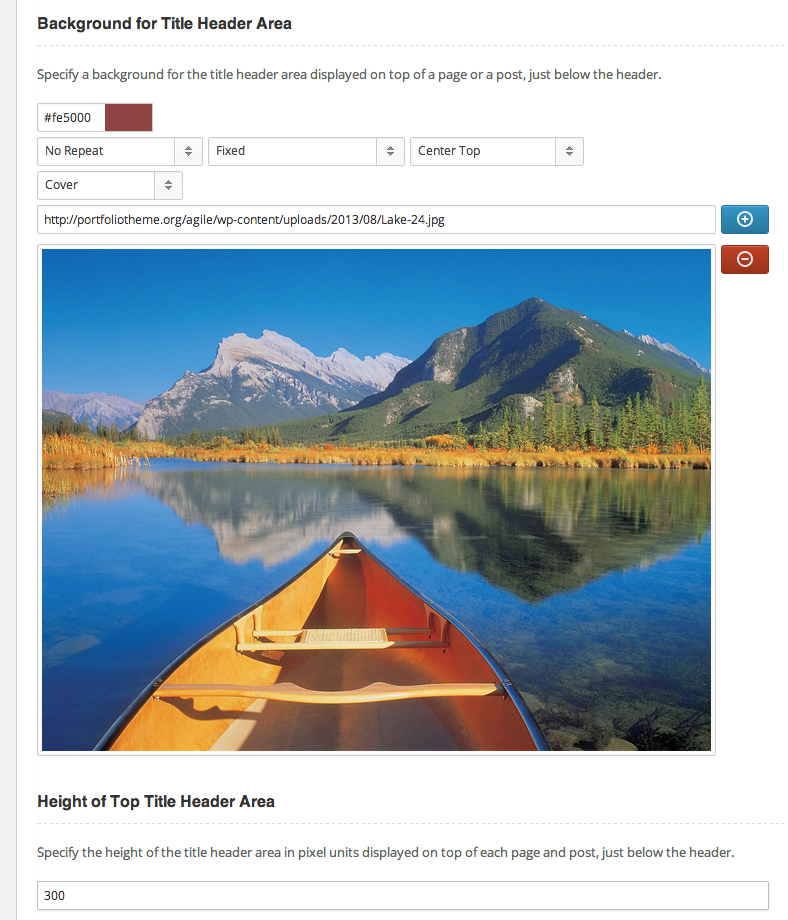 Background for Title Header Area
Specify a background for the title header area displayed on top of a page or a post, just below the header.
#fe5000
No Repeat Fixed Center Top
Cover
http://portfoliotheme.org/agile/wp-content/uploads/2013/08/Lake-24.jpg
Height of Top Title Header Area
Specify the height of the title header area in pixel units displayed on top of each page and post, just below the header.
300